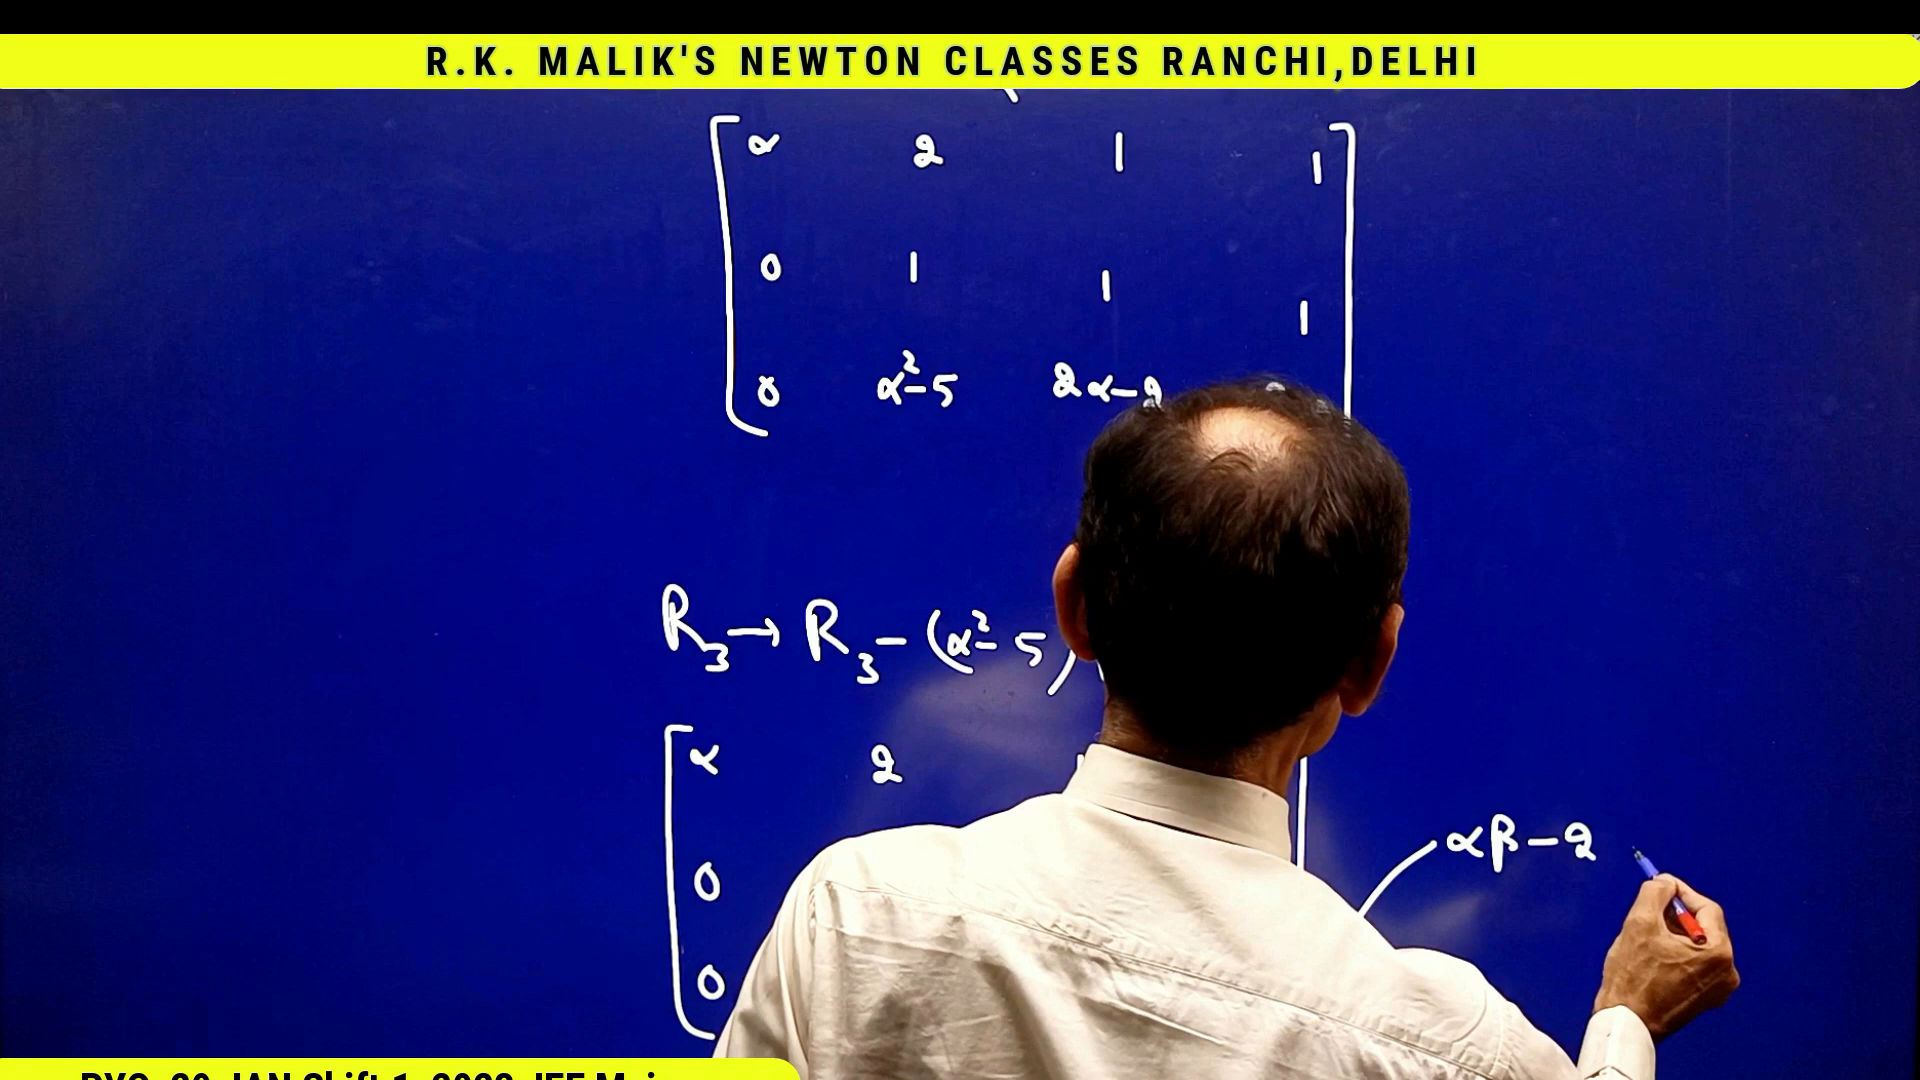 R.K. MALIK'S NEWTON CLASSES RANCHI,DELHI
α 2 1 1
0 1 1 1
0 α²-5 2α-2
R₃→ R₃- (α²-5)
α 2
0
0
αβ-2